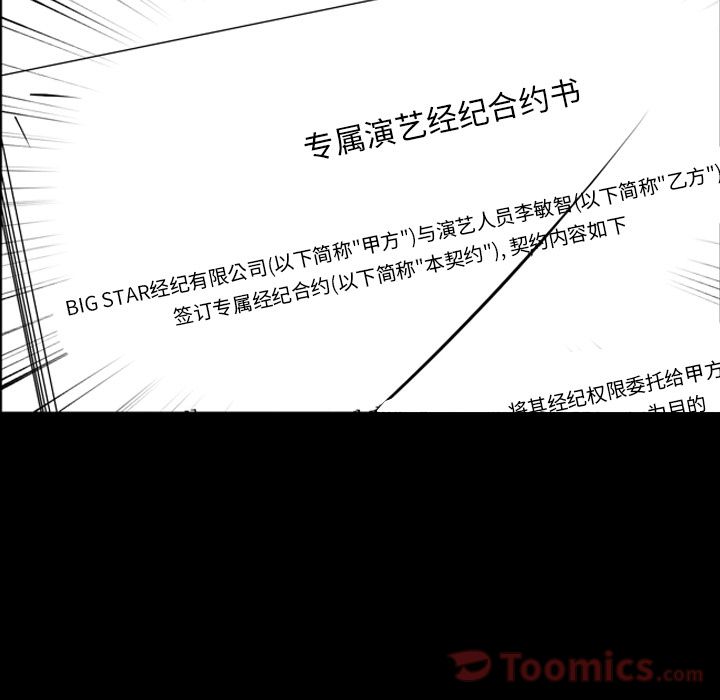 专属演艺经纪合约书
BIG STAR经纪有限公司(以下简称"甲方")与演艺人员李敏智(以下简称"乙方")
签订专属经纪合约(以下简称"本契约"), 契约内容如下
将其经纪权限委托给甲方
为目的
Toomics.com